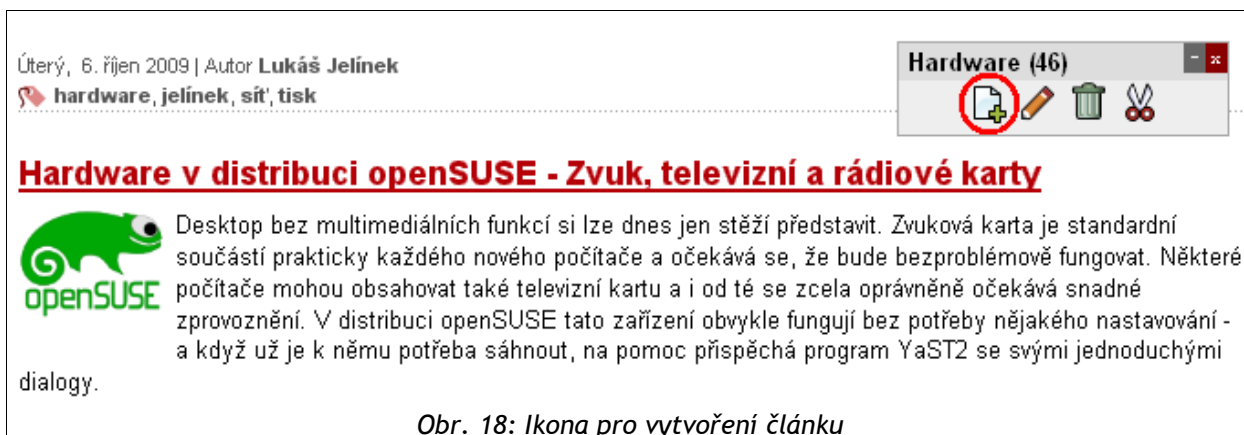 Úterý, 6. říjen 2009 | Autor Lukáš Jelínek
hardware, jelínek, síť, tisk
Hardware (46)
Hardware v distribuci openSUSE - Zvuk, televizní a rádiové karty
openSUSE
Desktop bez multimediálních funkcí si lze dnes jen stěží představit. Zvuková karta je standardní
součástí prakticky každého nového počítače a očekává se, že bude bezproblémově fungovat. Některé
počítače mohou obsahovat také televizní kartu a i od té se zcela oprávněně očekává snadné
zprovoznění. V distribuci openSUSE tato zařízení obvykle fungují bez potřeby nějakého nastavování -
a když už je k němu potřeba sáhnout, na pomoc přispěchá program YaST2 se svými jednoduchými
dialogy.
Obr. 18: Ikona pro vytvoření článku